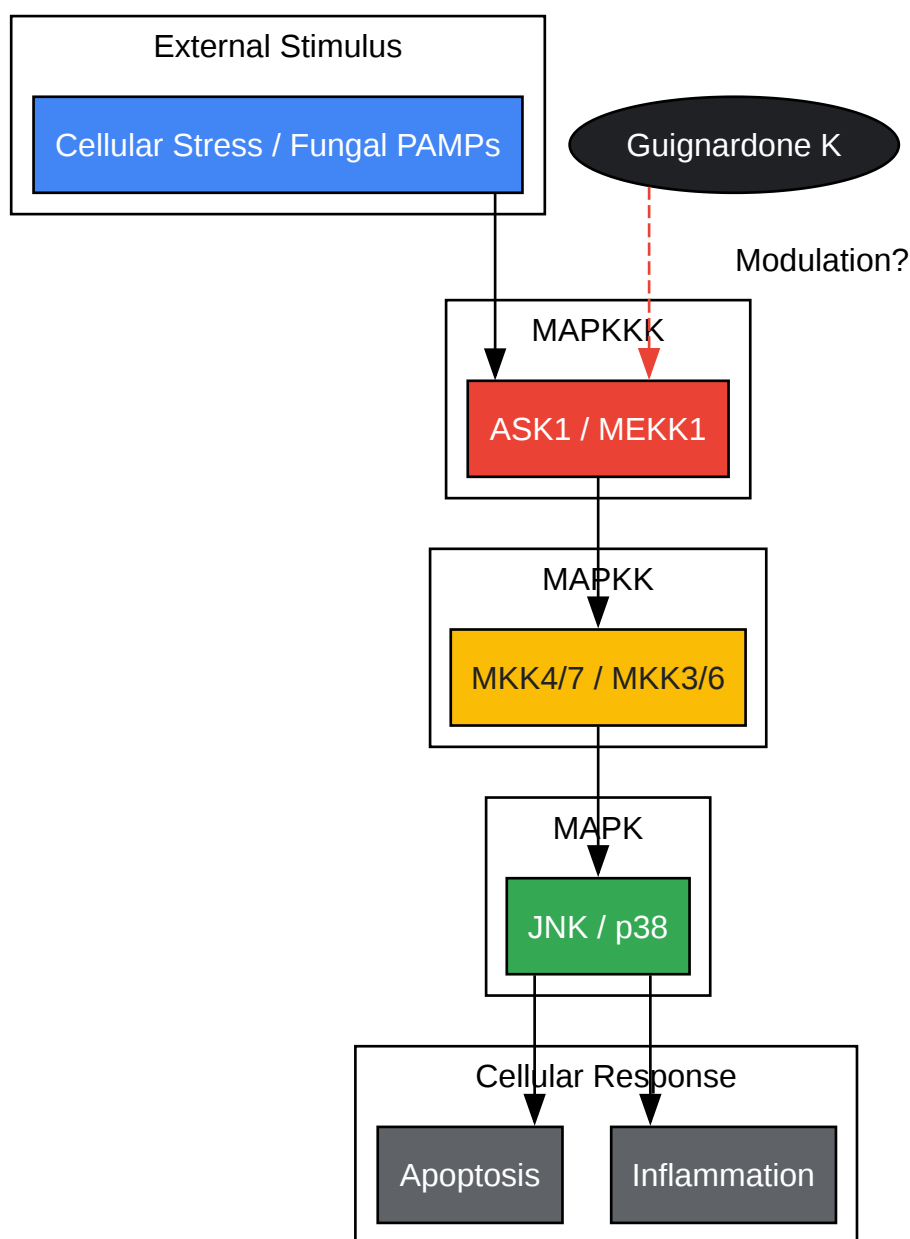 External Stimulus
Cellular Stress / Fungal PAMPs
Guignardone K
Modulation?
MAPKKK
ASK1 / MEKK1
MAPKK
MKK4/7 / MKK3/6
MAPK
JNK / p38
Cellular Response
Apoptosis
Inflammation